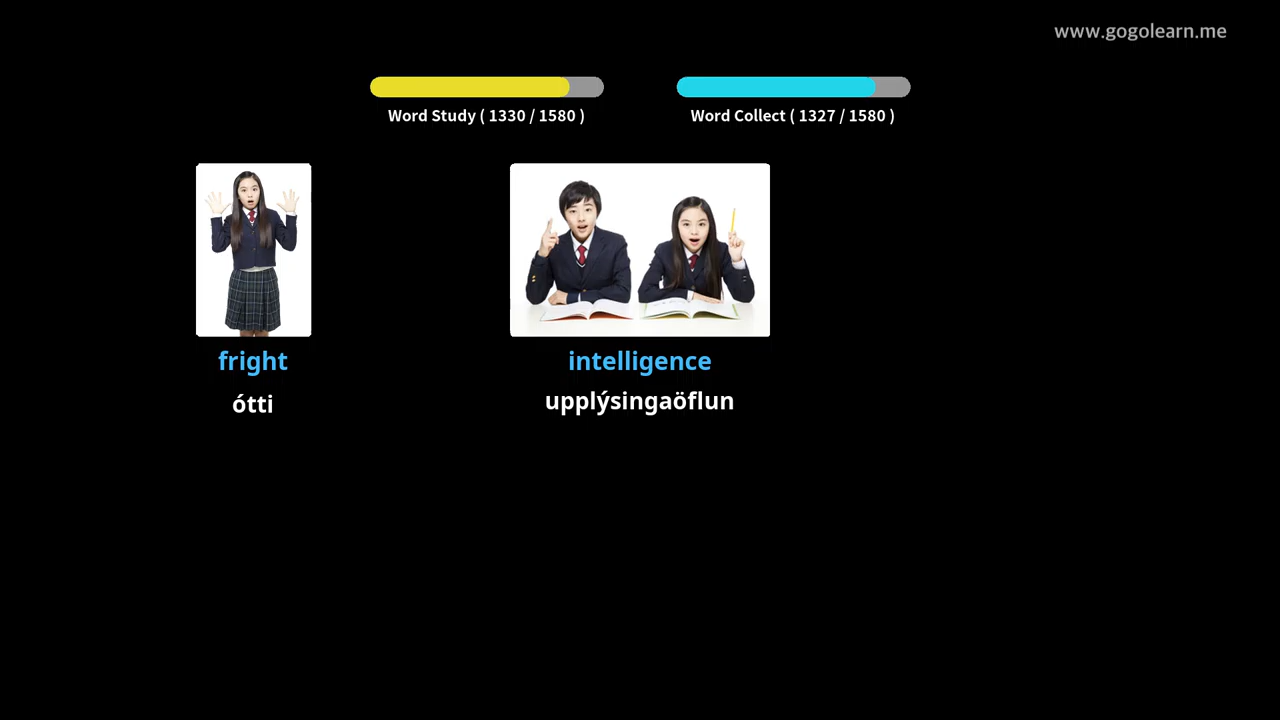 www.gogolearn.me
Word Study ( 1330 / 1580 )
Word Collect ( 1327 / 1580 )
fright
ótti
intelligence
upplýsingaöflun